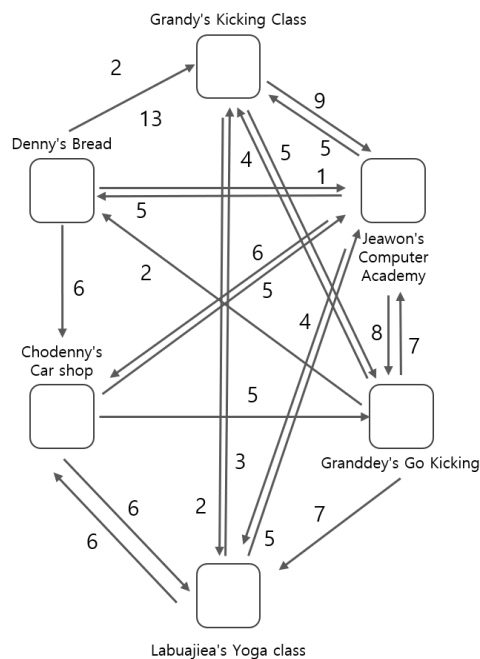 Grandy's Kicking Class
2
9
13
5
Denny's Bread
4
5
1
5
Jeawon's
Computer
Academy
6
2
5
6
4
8
7
Chodenny's
Car shop
5
Granddey's Go Kicking
3
2
6
7
6
5
Labuajiea's Yoga class